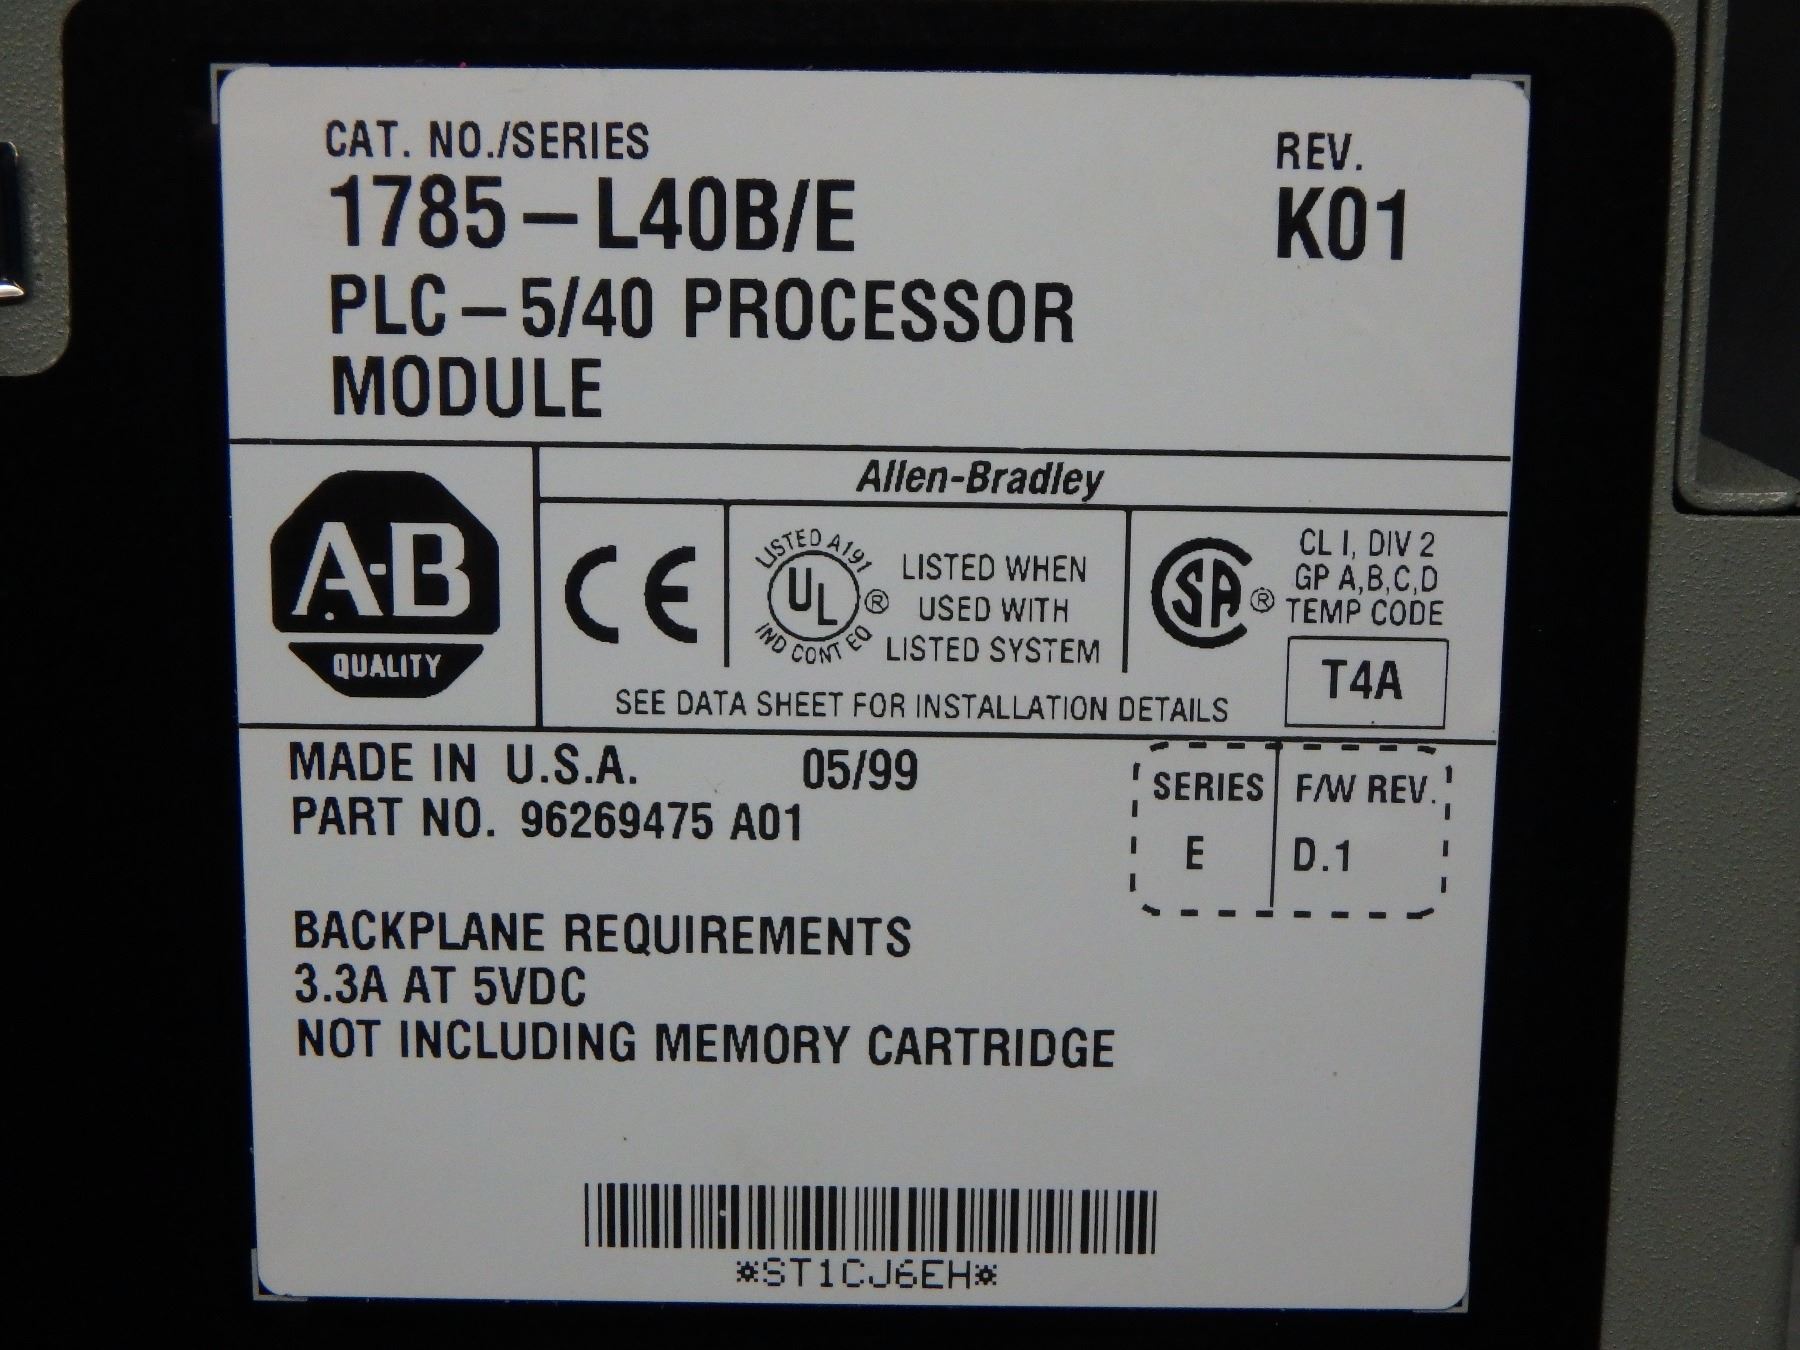 CAT. NO./SERIES
REV.
1785-L40B/E
K01
PLC-5/40 PROCESSOR
MODULE
Allen-Bradley
A-B
QUALITY
CE
LISTED A191
UL
®
IND CONT EQ
LISTED WHEN
USED WITH
LISTED SYSTEM
SA
®
CL I, DIV 2
GP A,B,C,D
TEMP CODE
T4A
SEE DATA SHEET FOR INSTALLATION DETAILS
MADE IN U.S.A. 05/99
PART NO. 96269475 A01
SERIES F/W REV.
E D.1
BACKPLANE REQUIREMENTS
3.3A AT 5VDC
NOT INCLUDING MEMORY CARTRIDGE
*ST1CJ6EH*